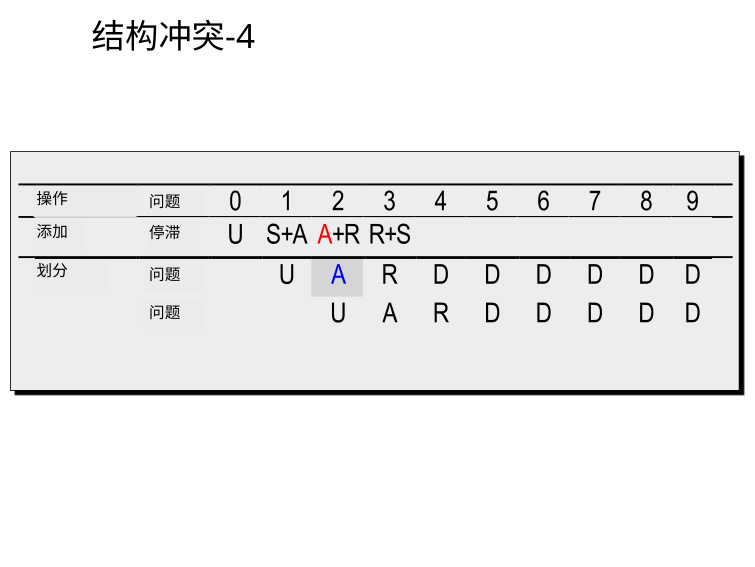 结构冲突-4
操作 问题 0 1 2 3 4 5 6 7 8 9
添加 停滞 U S+A A+R R+S
划分 问题 U A R D D D D D D
问题 U A R D D D D D